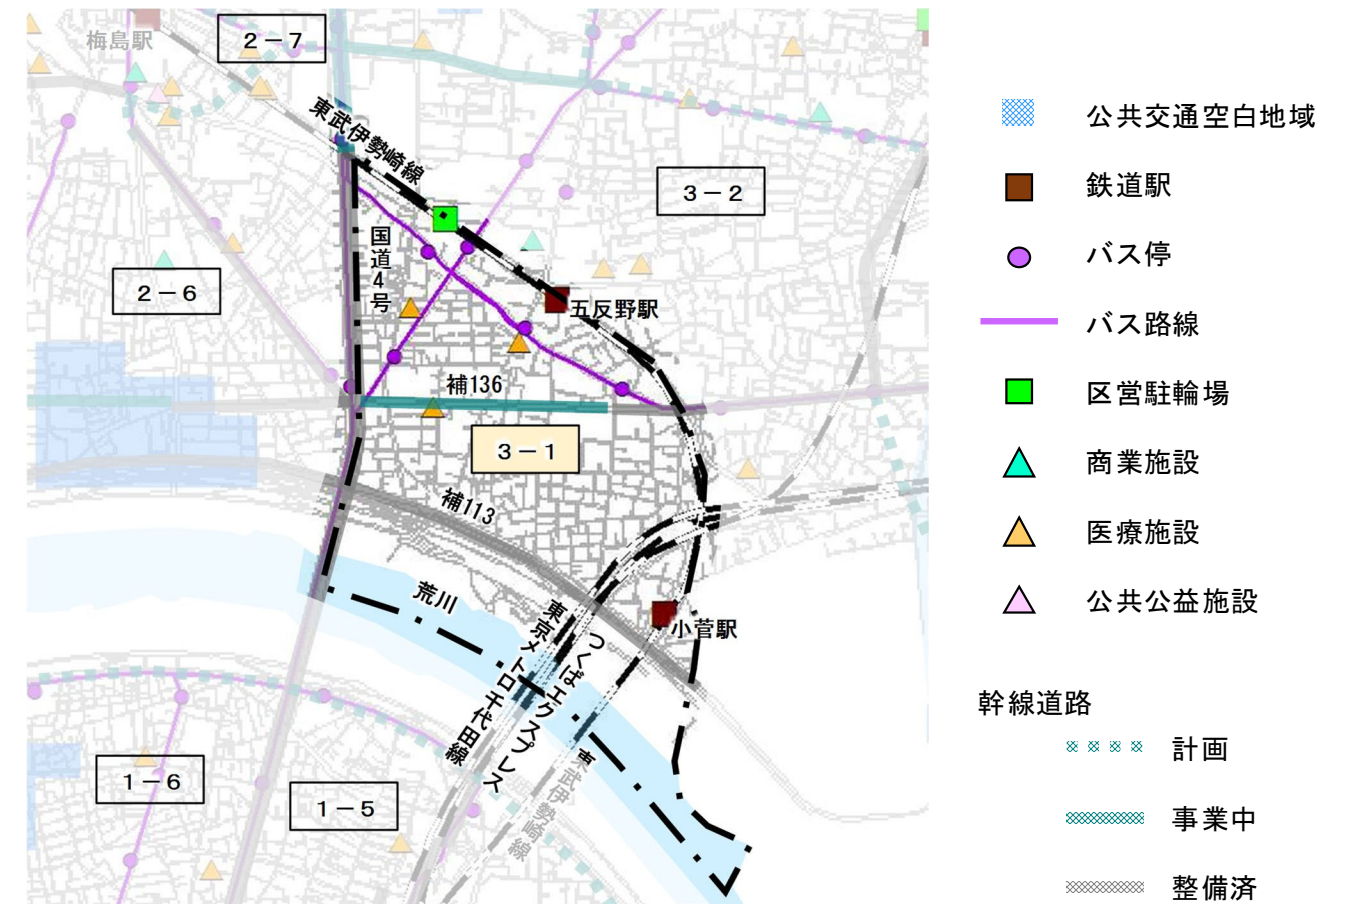 梅島駅
2－7
東武伊勢崎線
3－2
国道4号
2－6
五反野駅
補136
3－1
補113
荒川
小菅駅
東京メトロ千代田線
つくばエクスプレス
東武伊勢崎線
1－6
1－5
公共交通空白地域
鉄道駅
バス停
バス路線
区営駐輪場
商業施設
医療施設
公共公益施設
幹線道路
計画
事業中
整備済